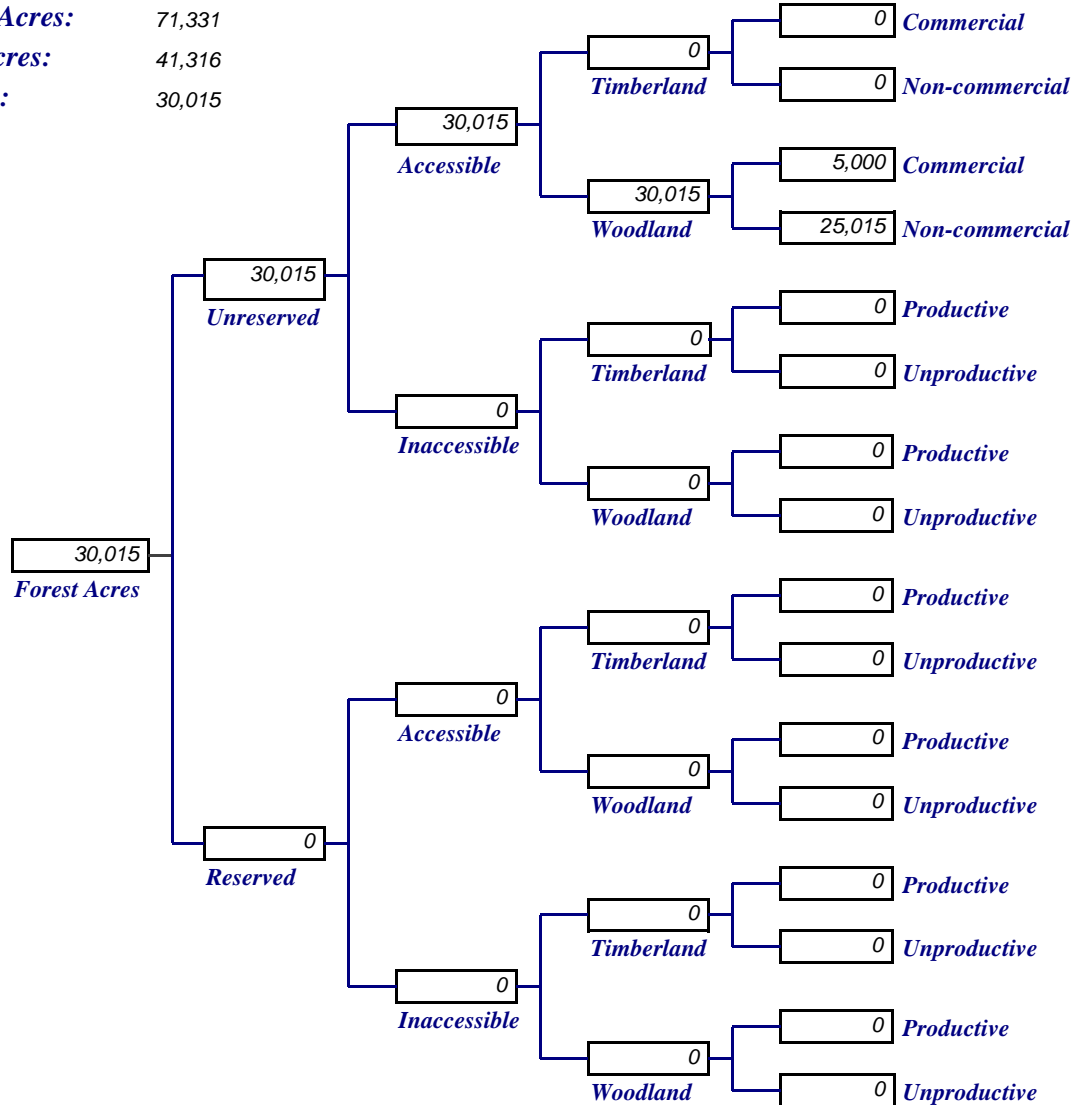 Acres: 71,331
cres: 41,316
: 30,015
0 Commercial
0 Timberland
0 Non-commercial
30,015 Accessible
5,000 Commercial
30,015 Woodland
25,015 Non-commercial
30,015 Unreserved
0 Productive
0 Timberland
0 Unproductive
0 Inaccessible
0 Productive
0 Woodland
0 Unproductive
30,015 Forest Acres
0 Productive
0 Timberland
0 Unproductive
0 Accessible
0 Productive
0 Woodland
0 Unproductive
0 Reserved
0 Productive
0 Timberland
0 Unproductive
0 Inaccessible
0 Productive
0 Woodland
0 Unproductive